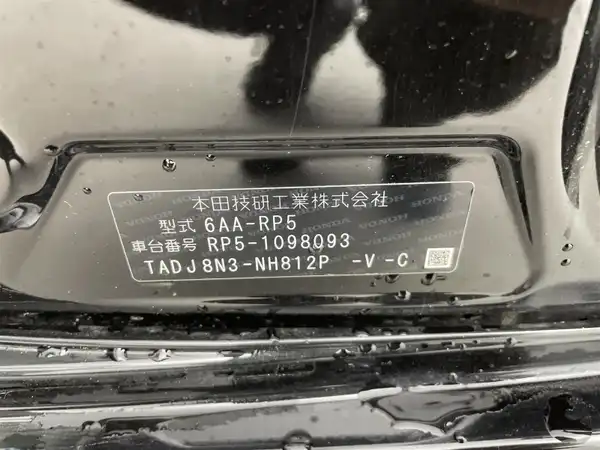 本田技研工業株式会社
型式 6AA-RP5
車台番号 RP5-1098093
TADJ8N3-NH812P -V -C